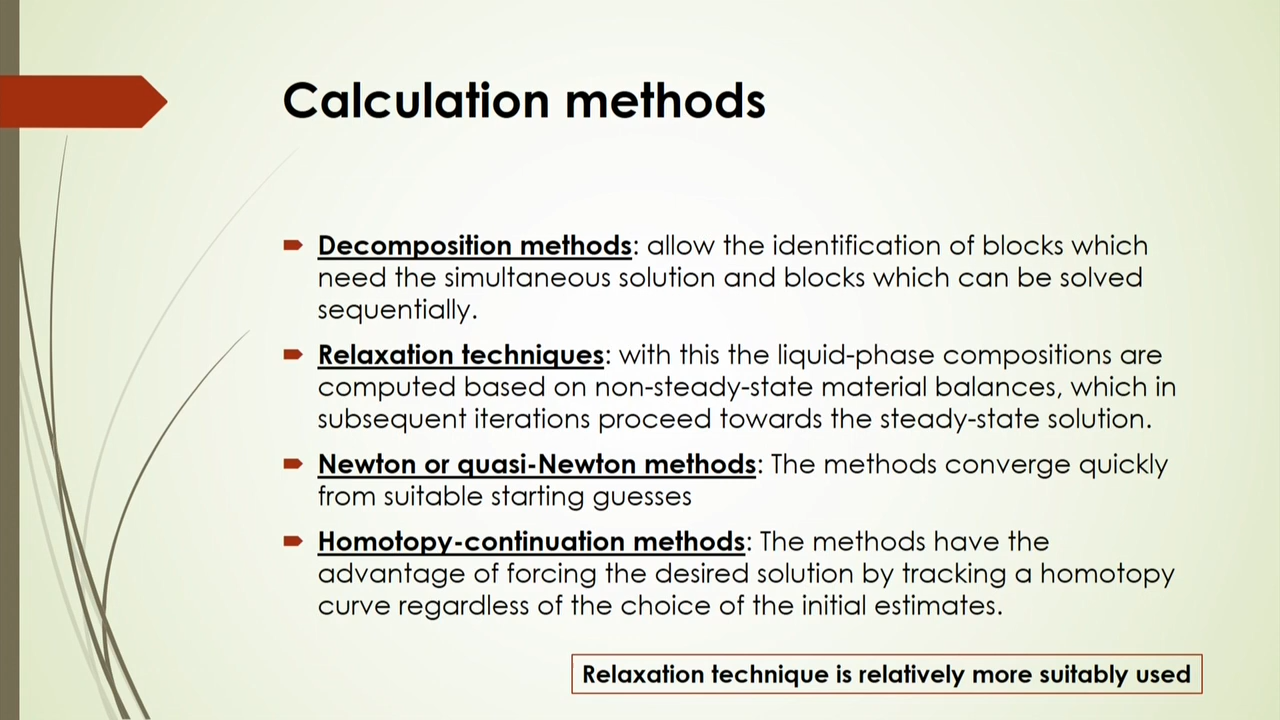 Calculation methods
Decomposition methods: allow the identification of blocks which
need the simultaneous solution and blocks which can be solved
sequentially.
Relaxation techniques: with this the liquid-phase compositions are
computed based on non-steady-state material balances, which in
subsequent iterations proceed towards the steady-state solution.
Newton or quasi-Newton methods: The methods converge quickly
from suitable starting guesses
Homotopy-continuation methods: The methods have the
advantage of forcing the desired solution by tracking a homotopy
curve regardless of the choice of the initial estimates.
Relaxation technique is relatively more suitably used